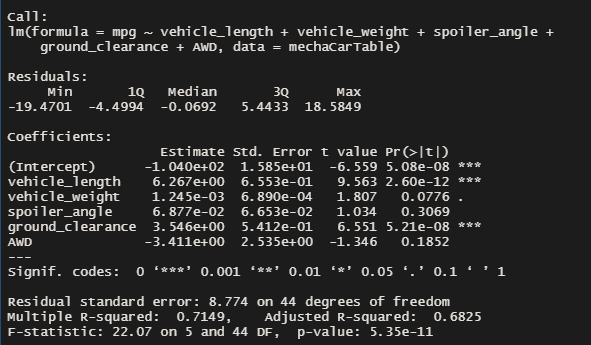 Call:
lm(formula = mpg ~ vehicle_length + vehicle_weight + spoiler_angle +
    ground_clearance + AWD, data = mechaCarTable)

Residuals:
     Min       1Q   Median       3Q      Max
-19.4701  -4.4994  -0.0692   5.4433  18.5849

Coefficients:
                   Estimate Std. Error t value Pr(>|t|)
(Intercept)      -1.040e+02  1.585e+01  -6.559 5.08e-08 ***
vehicle_length    6.267e+00  6.553e-01   9.563 2.60e-12 ***
vehicle_weight    1.245e-03  6.890e-04   1.807   0.0776 .
spoiler_angle     6.877e-02  6.653e-02   1.034   0.3069
ground_clearance  3.546e+00  5.412e-01   6.551 5.21e-08 ***
AWD              -3.411e+00  2.535e+00  -1.346   0.1852
---
Signif. codes:  0 ‘***’ 0.001 ‘**’ 0.01 ‘*’ 0.05 ‘.’ 0.1 ‘ ’ 1

Residual standard error: 8.774 on 44 degrees of freedom
Multiple R-squared:  0.7149,    Adjusted R-squared:  0.6825
F-statistic: 22.07 on 5 and 44 DF,  p-value: 5.35e-11